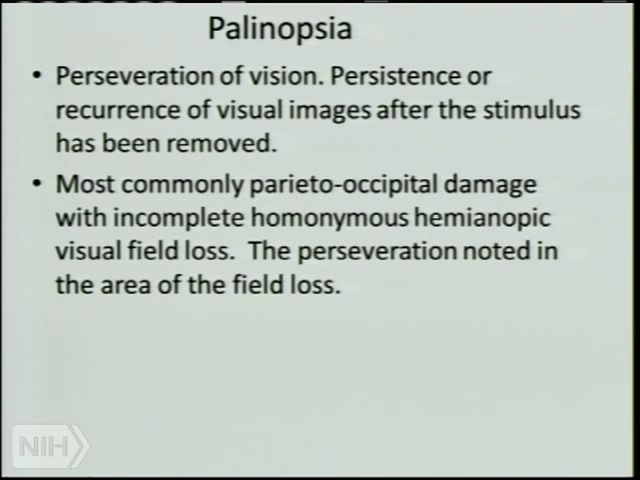 Palinopsia
• Perseveration of vision. Persistence or
recurrence of visual images after the stimulus
has been removed.
• Most commonly parieto-occipital damage
with incomplete homonymous hemianopic
visual field loss.  The perseveration noted in
the area of the field loss.
NIH